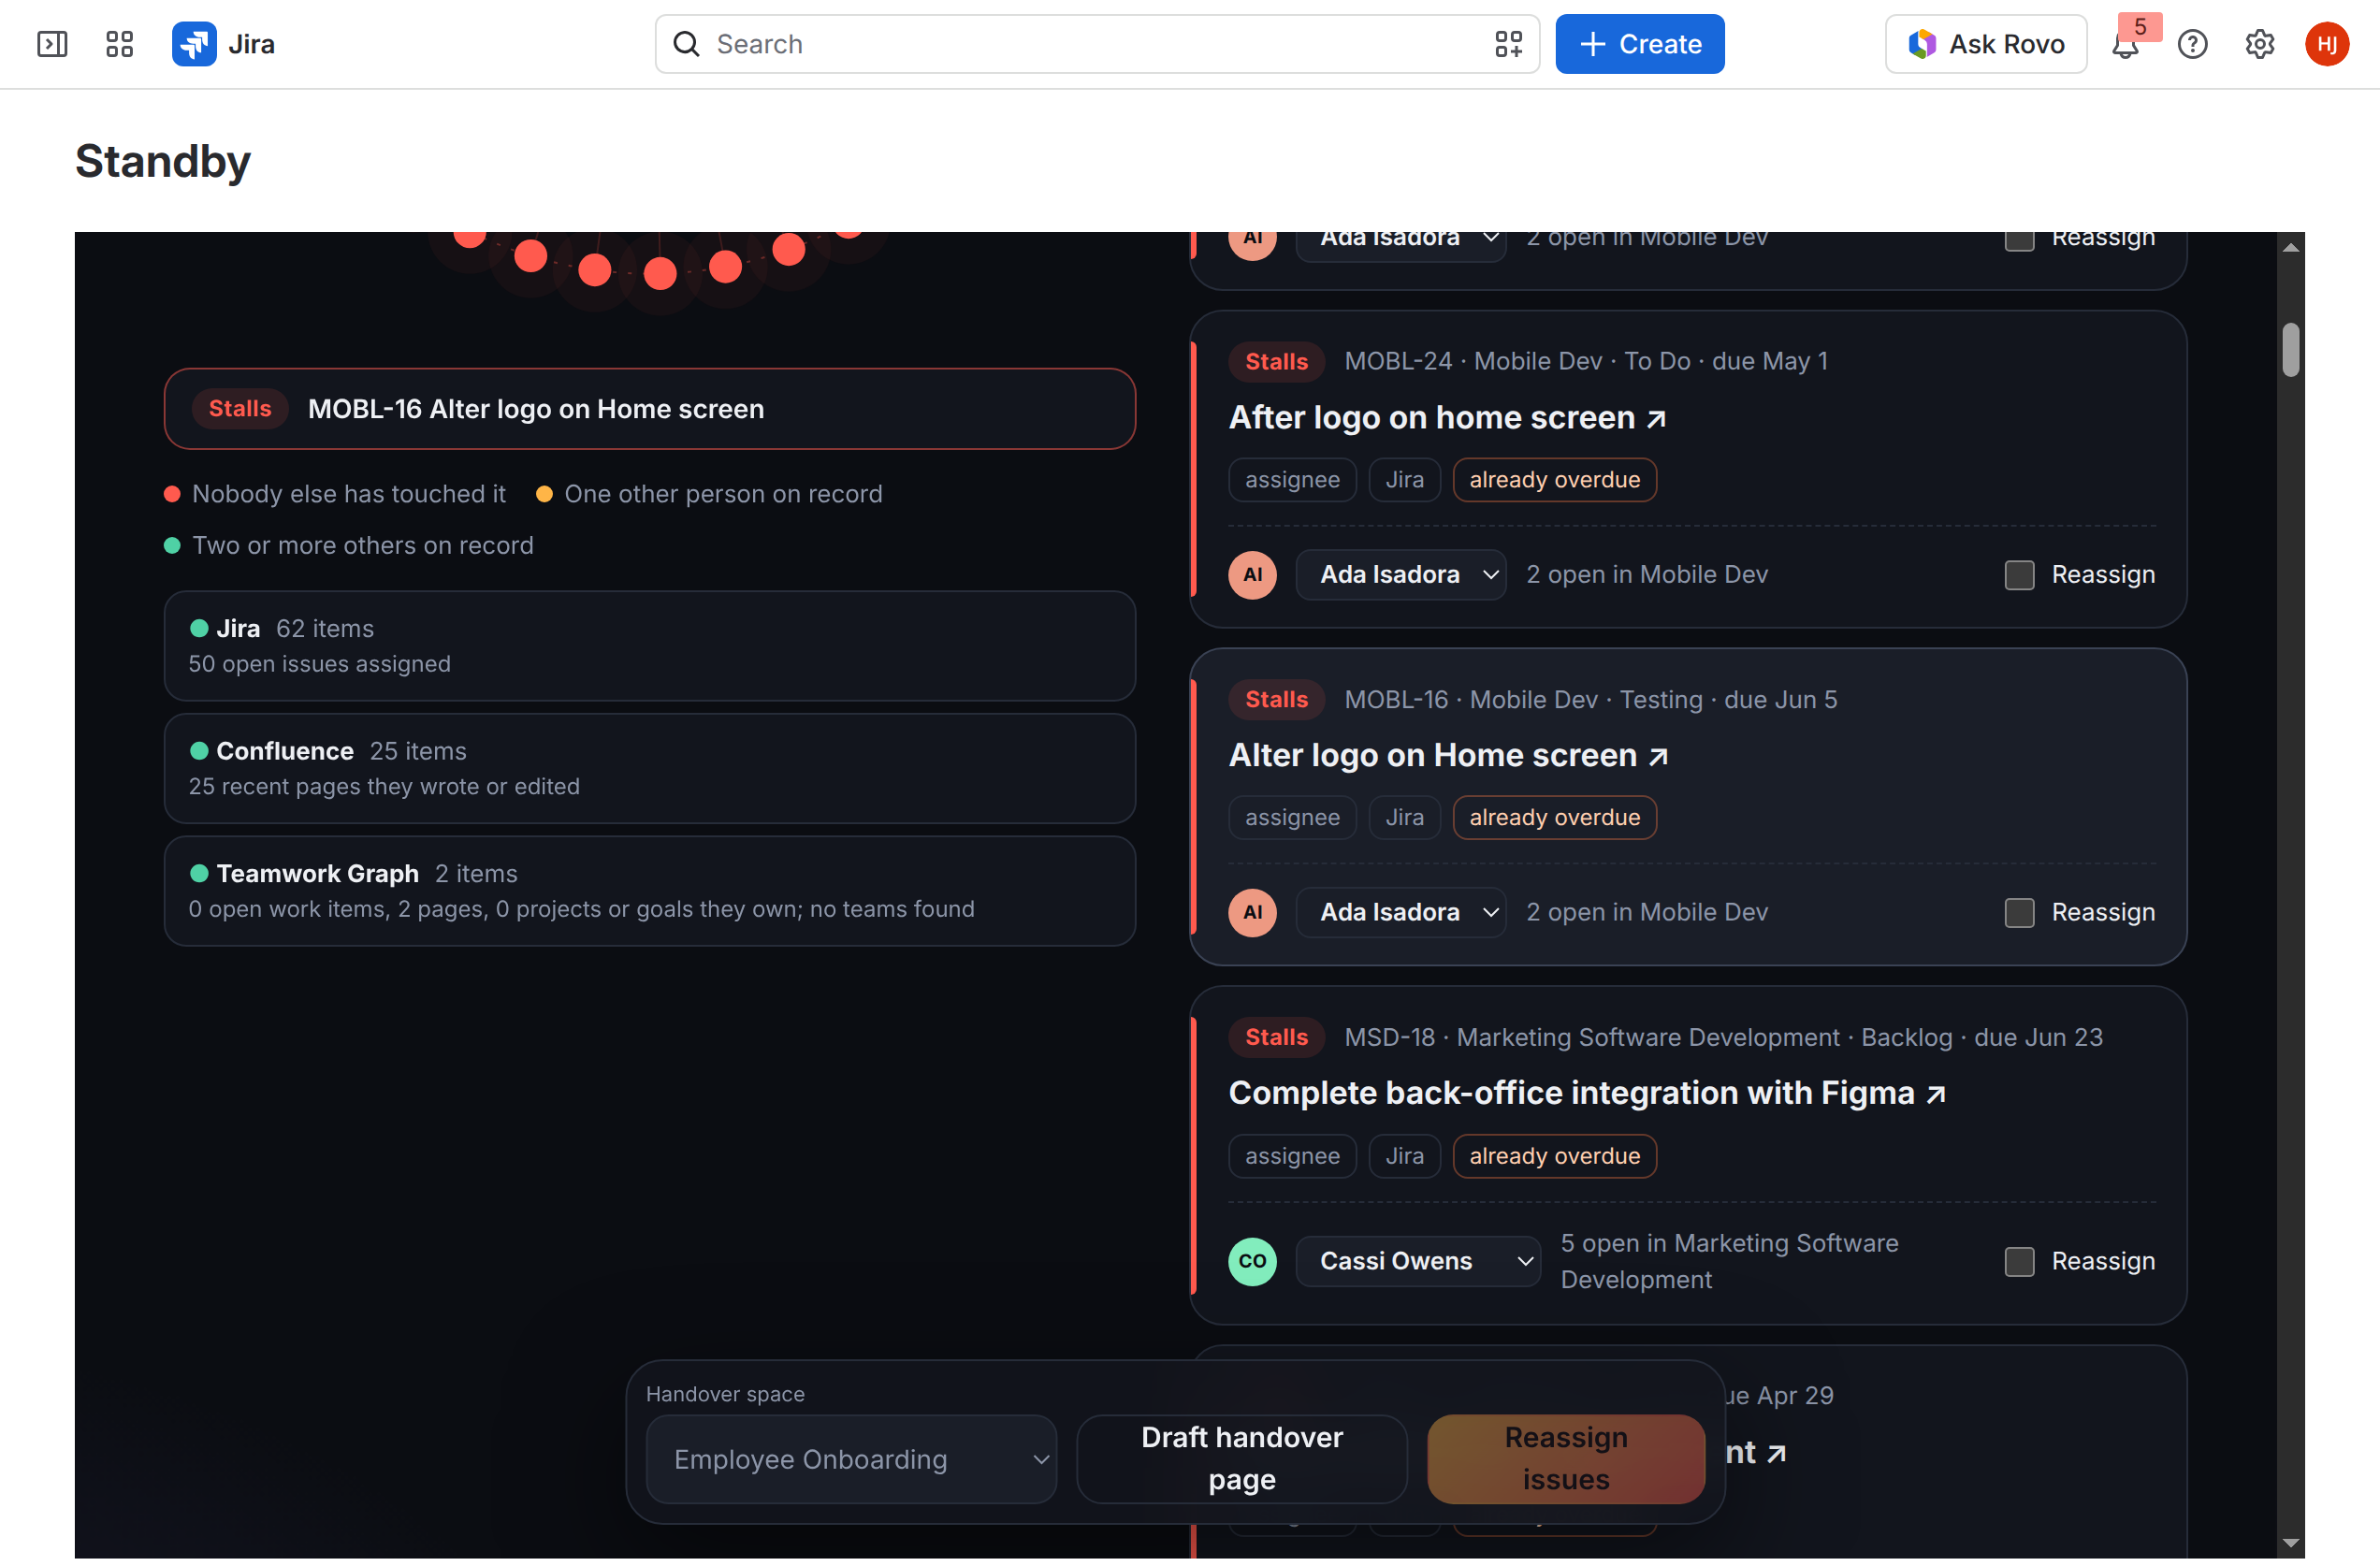 Jira
Search
Create
Ask Rovo
5
HJ
Standby
AI Ada Isadora 2 open in Mobile Dev Reassign
Stalls MOBL-24 · Mobile Dev · To Do · due May 1
After logo on home screen ↗
assignee Jira already overdue
AI Ada Isadora 2 open in Mobile Dev Reassign
Stalls MOBL-16 Alter logo on Home screen
Nobody else has touched it One other person on record
Two or more others on record
Jira 62 items
50 open issues assigned
Confluence 25 items
25 recent pages they wrote or edited
Teamwork Graph 2 items
0 open work items, 2 pages, 0 projects or goals they own; no teams found
Stalls MOBL-16 · Mobile Dev · Testing · due Jun 5
Alter logo on Home screen ↗
assignee Jira already overdue
AI Ada Isadora 2 open in Mobile Dev Reassign
Stalls MSD-18 · Marketing Software Development · Backlog · due Jun 23
Complete back-office integration with Figma ↗
assignee Jira already overdue
CO Cassi Owens 5 open in Marketing Software
Development
Reassign
Apr 29
Handover space
Employee Onboarding
Draft handover
page
Reassign
issues